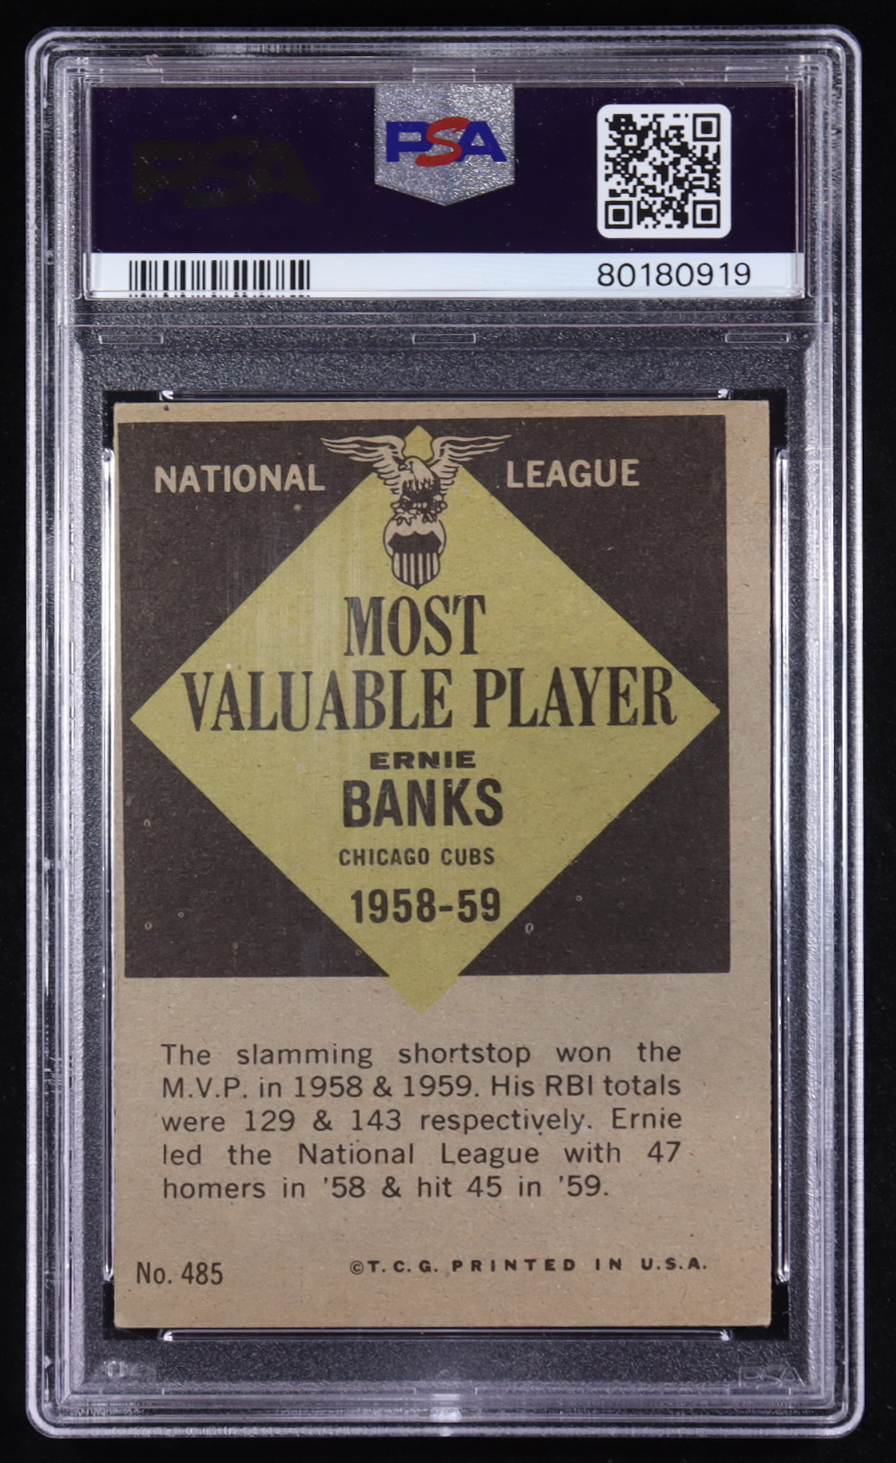 PSA
PSA
80180919
NATIONAL LEAGUE
MOST
VALUABLE PLAYER
ERNIE
BANKS
CHICAGO CUBS
1958-59
The slamming shortstop won the
M.V.P. in 1958 & 1959. His RBI totals
were 129 & 143 respectively. Ernie
led the National League with 47
homers in '58 & hit 45 in '59.
No. 485
©T.C.G. PRINTED IN U.S.A.
PSA